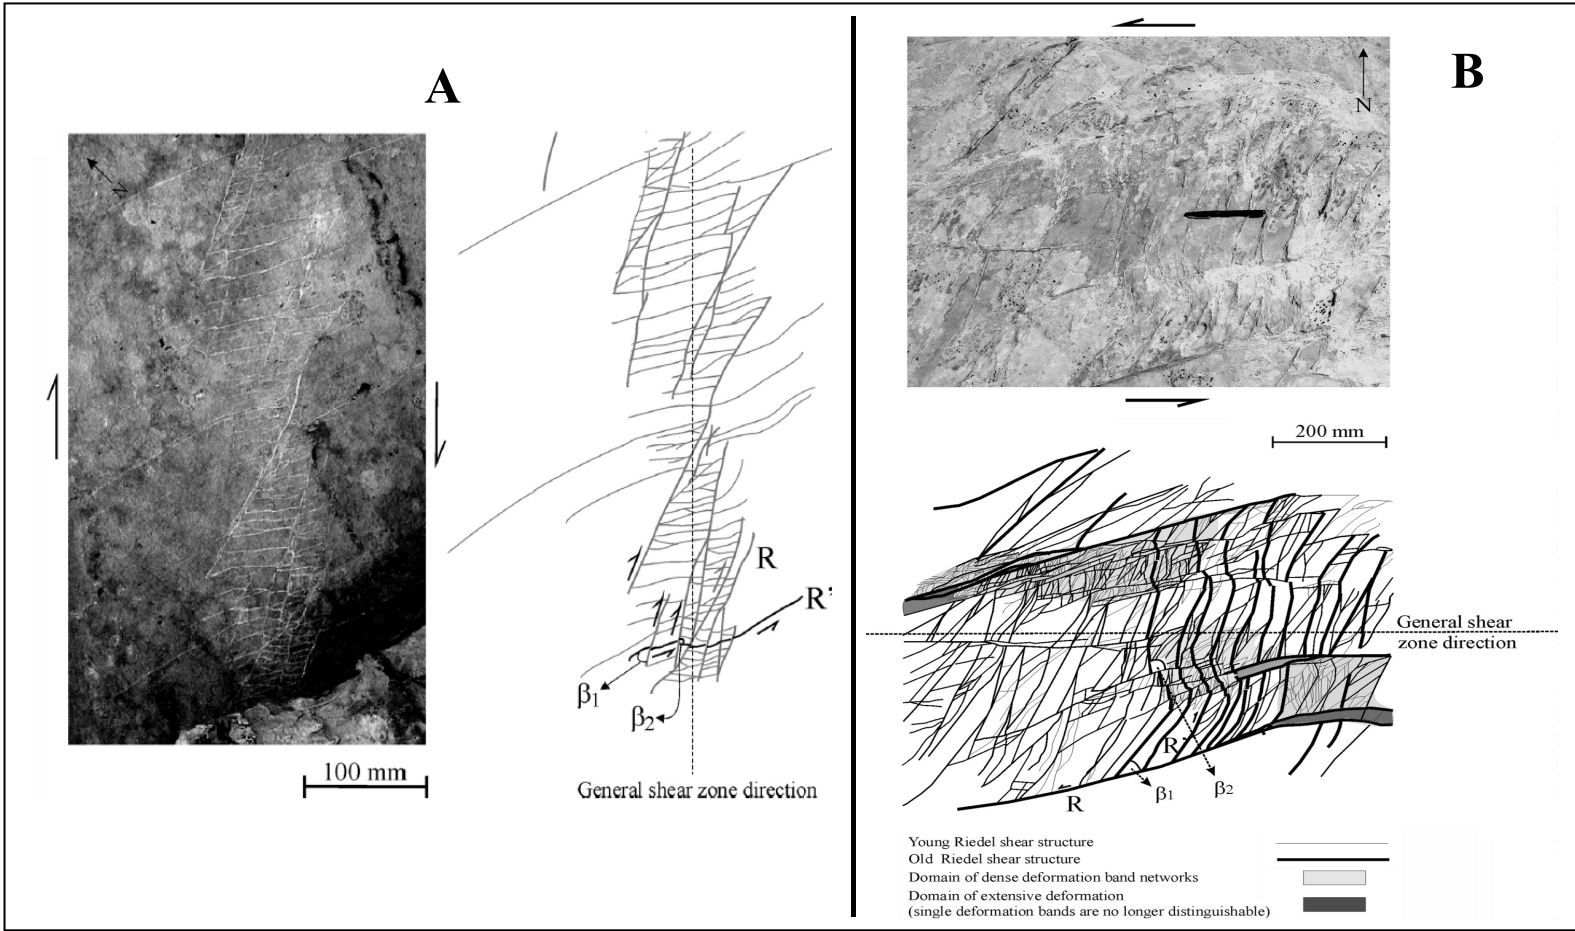 A
N
R
R'
β1
β2
100 mm
General shear zone direction
B
N
200 mm
General shear
zone direction
R'
R
β1
β2
Young Riedel shear structure
Old Riedel shear structure
Domain of dense deformation band networks
Domain of extensive deformation
(single deformation bands are no longer distinguishable)